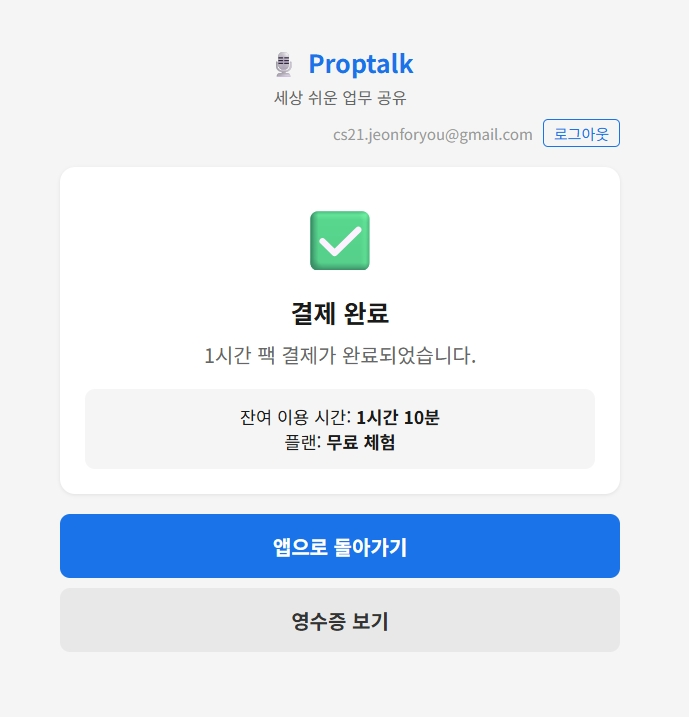 Proptalk
세상 쉬운 업무 공유
cs21.jeonforyou@gmail.com 로그아웃
결제 완료
1시간 팩 결제가 완료되었습니다.
잔여 이용 시간: 1시간 10분
플랜: 무료 체험
앱으로 돌아가기
영수증 보기